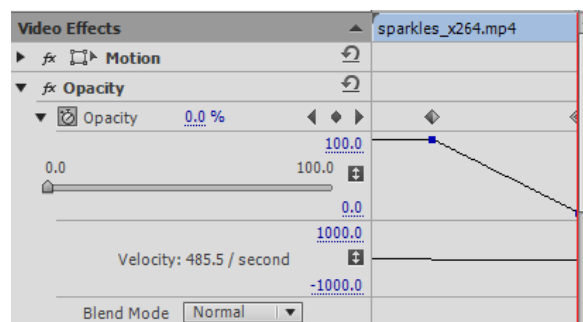 Video Effects sparkles_x264.mp4
fx Motion
fx Opacity
Opacity 0.0 %
100.0
0.0 100.0
0.0
1000.0
Velocity: 485.5 / second
-1000.0
Blend Mode Normal